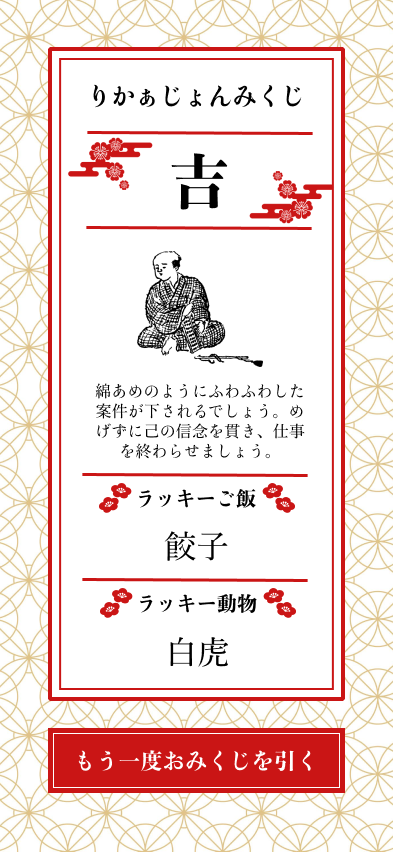 りかぁじょんみくじ
吉
綿あめのようにふわふわした
案件が下されるでしょう。め
げずに己の信念を貫き、仕事
を終わらせましょう。
ラッキーご飯
餃子
ラッキー動物
白虎
もう一度おみくじを引く